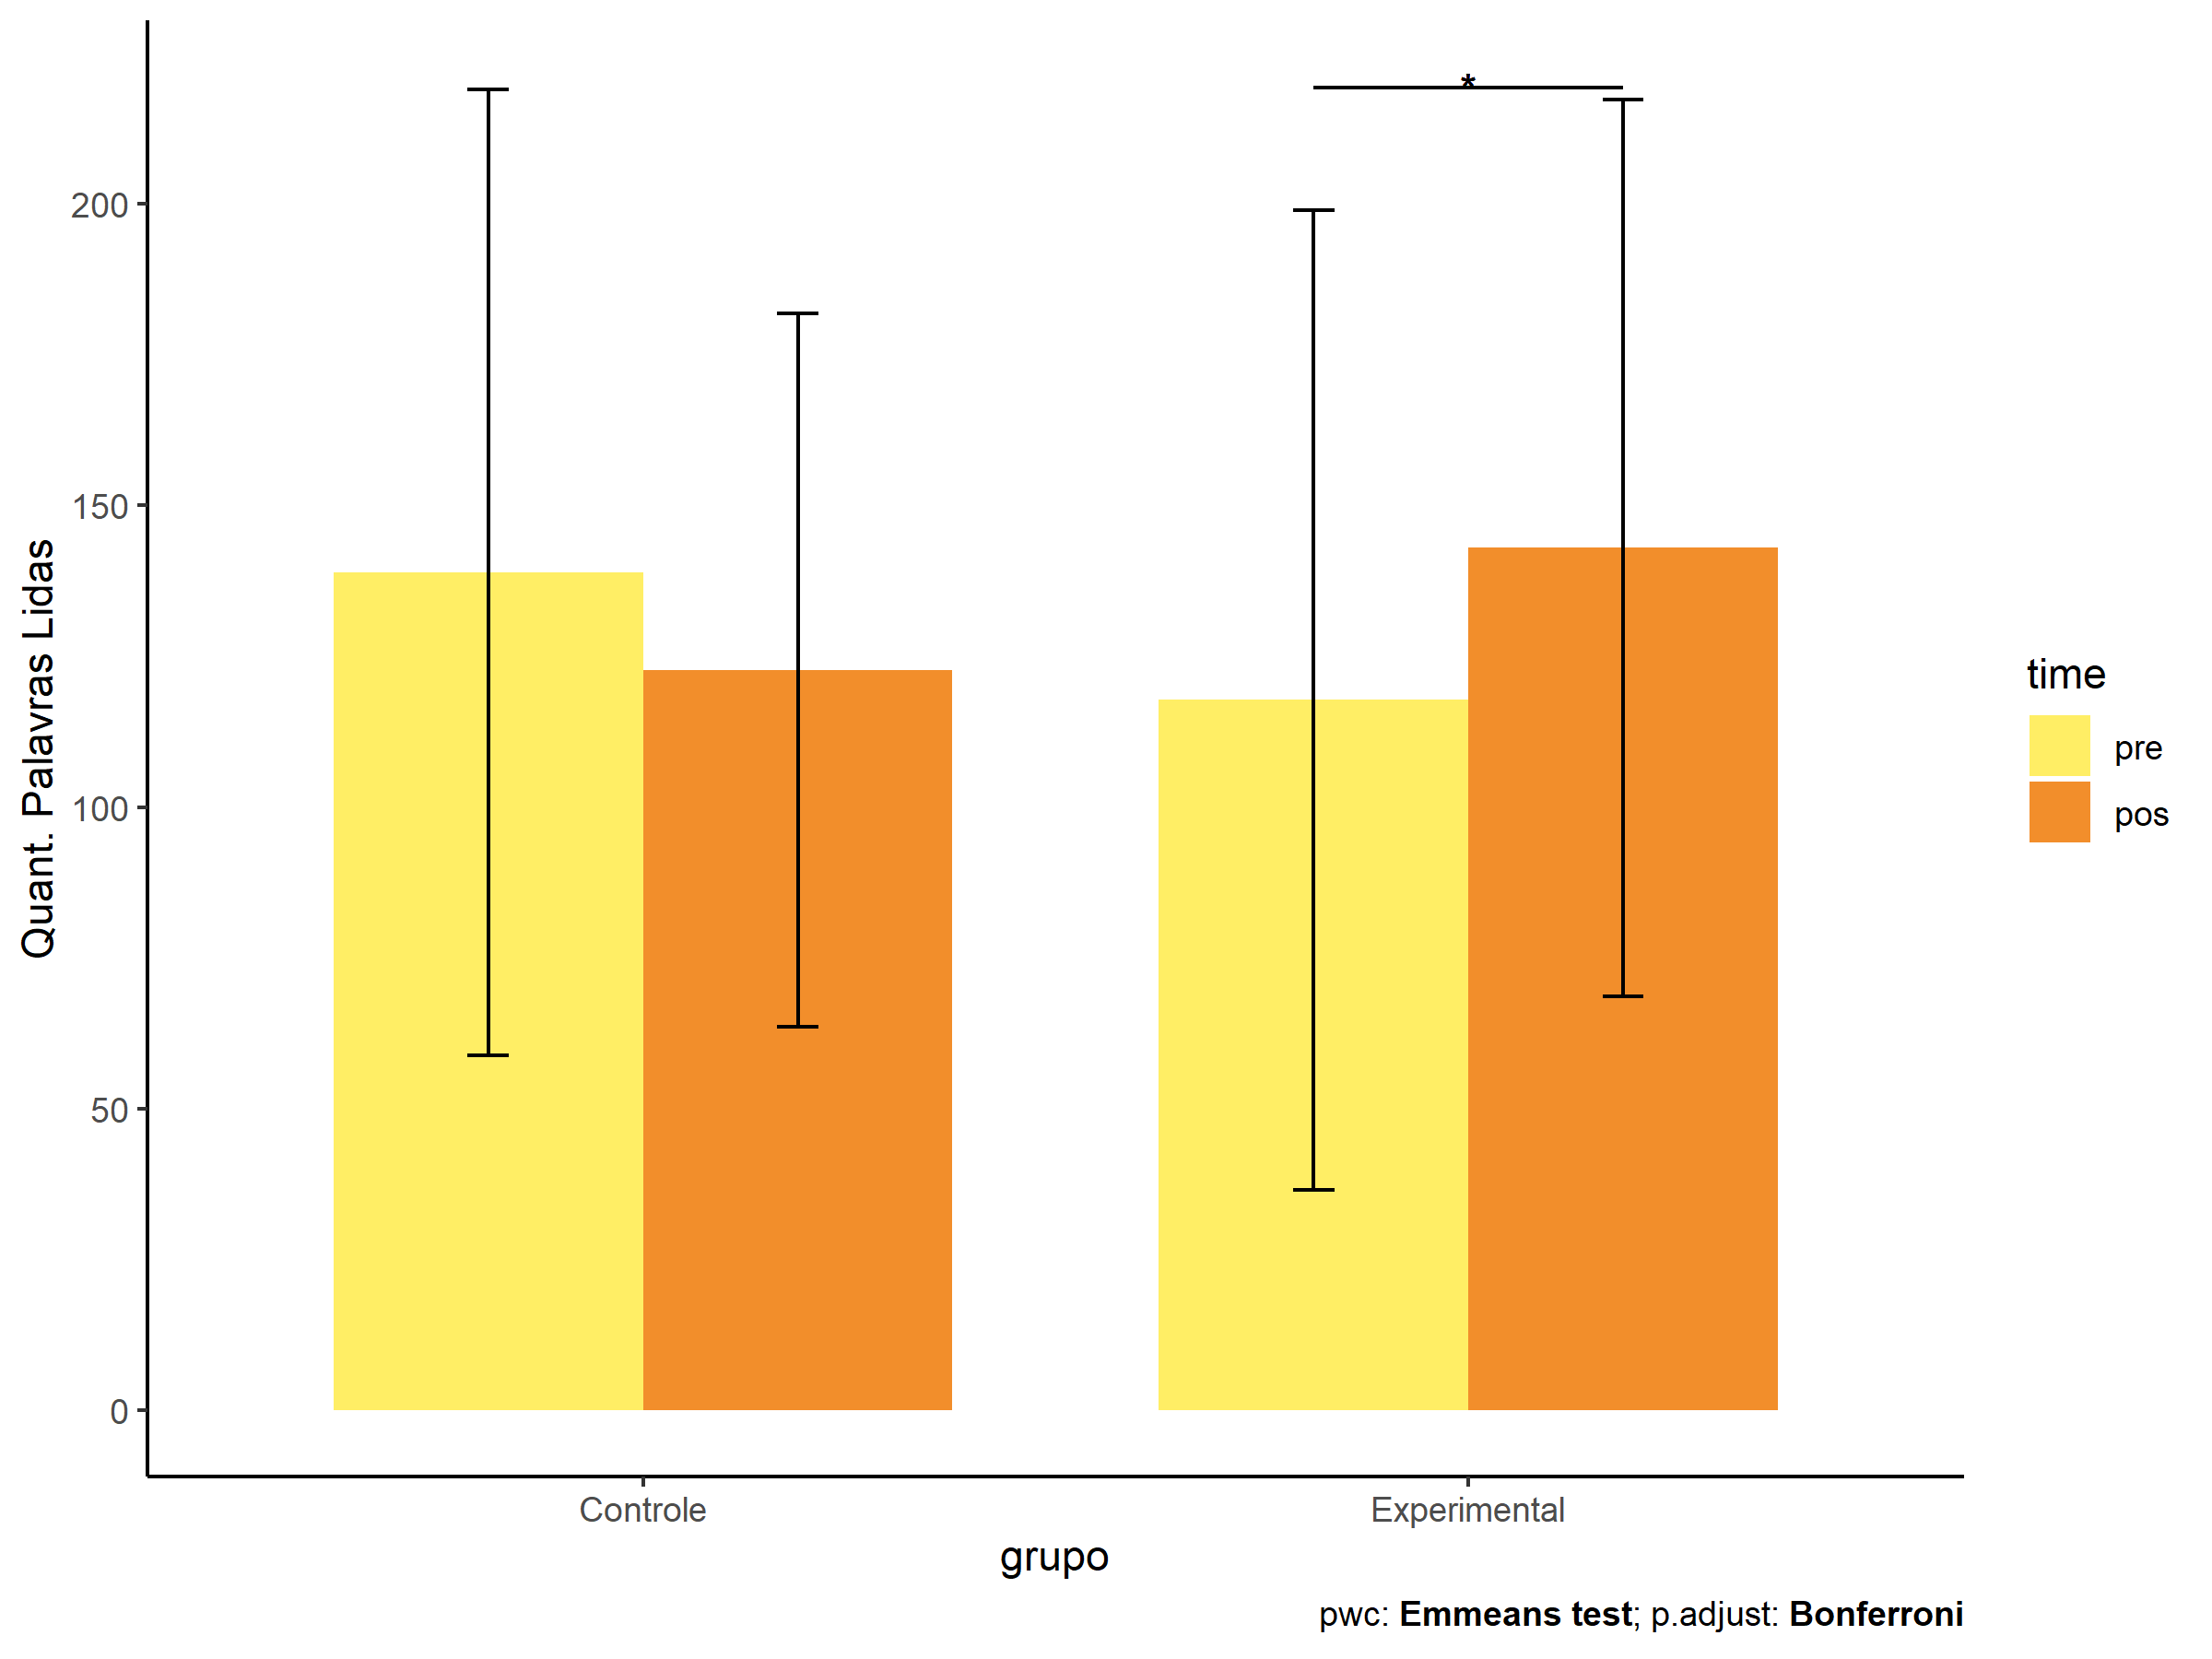 *
200
150
100
50
0
Quant. Palavras Lidas
Controle
Experimental
grupo
time
pre
pos
pwc: Emmeans test; p.adjust: Bonferroni